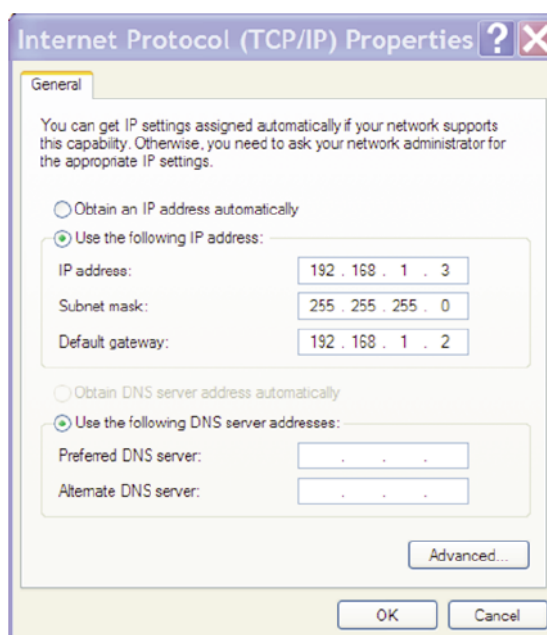 Internet Protocol (TCP/IP) Properties ? X
General
You can get IP settings assigned automatically if your network supports
this capability. Otherwise, you need to ask your network administrator for
the appropriate IP settings.
Obtain an IP address automatically
Use the following IP address:
IP address: 192 . 168 . 1 . 3
Subnet mask: 255 . 255 . 255 . 0
Default gateway: 192 . 168 . 1 . 2
Obtain DNS server address automatically
Use the following DNS server addresses:
Preferred DNS server: . . .
Alternate DNS server: . . .
Advanced...
OK Cancel